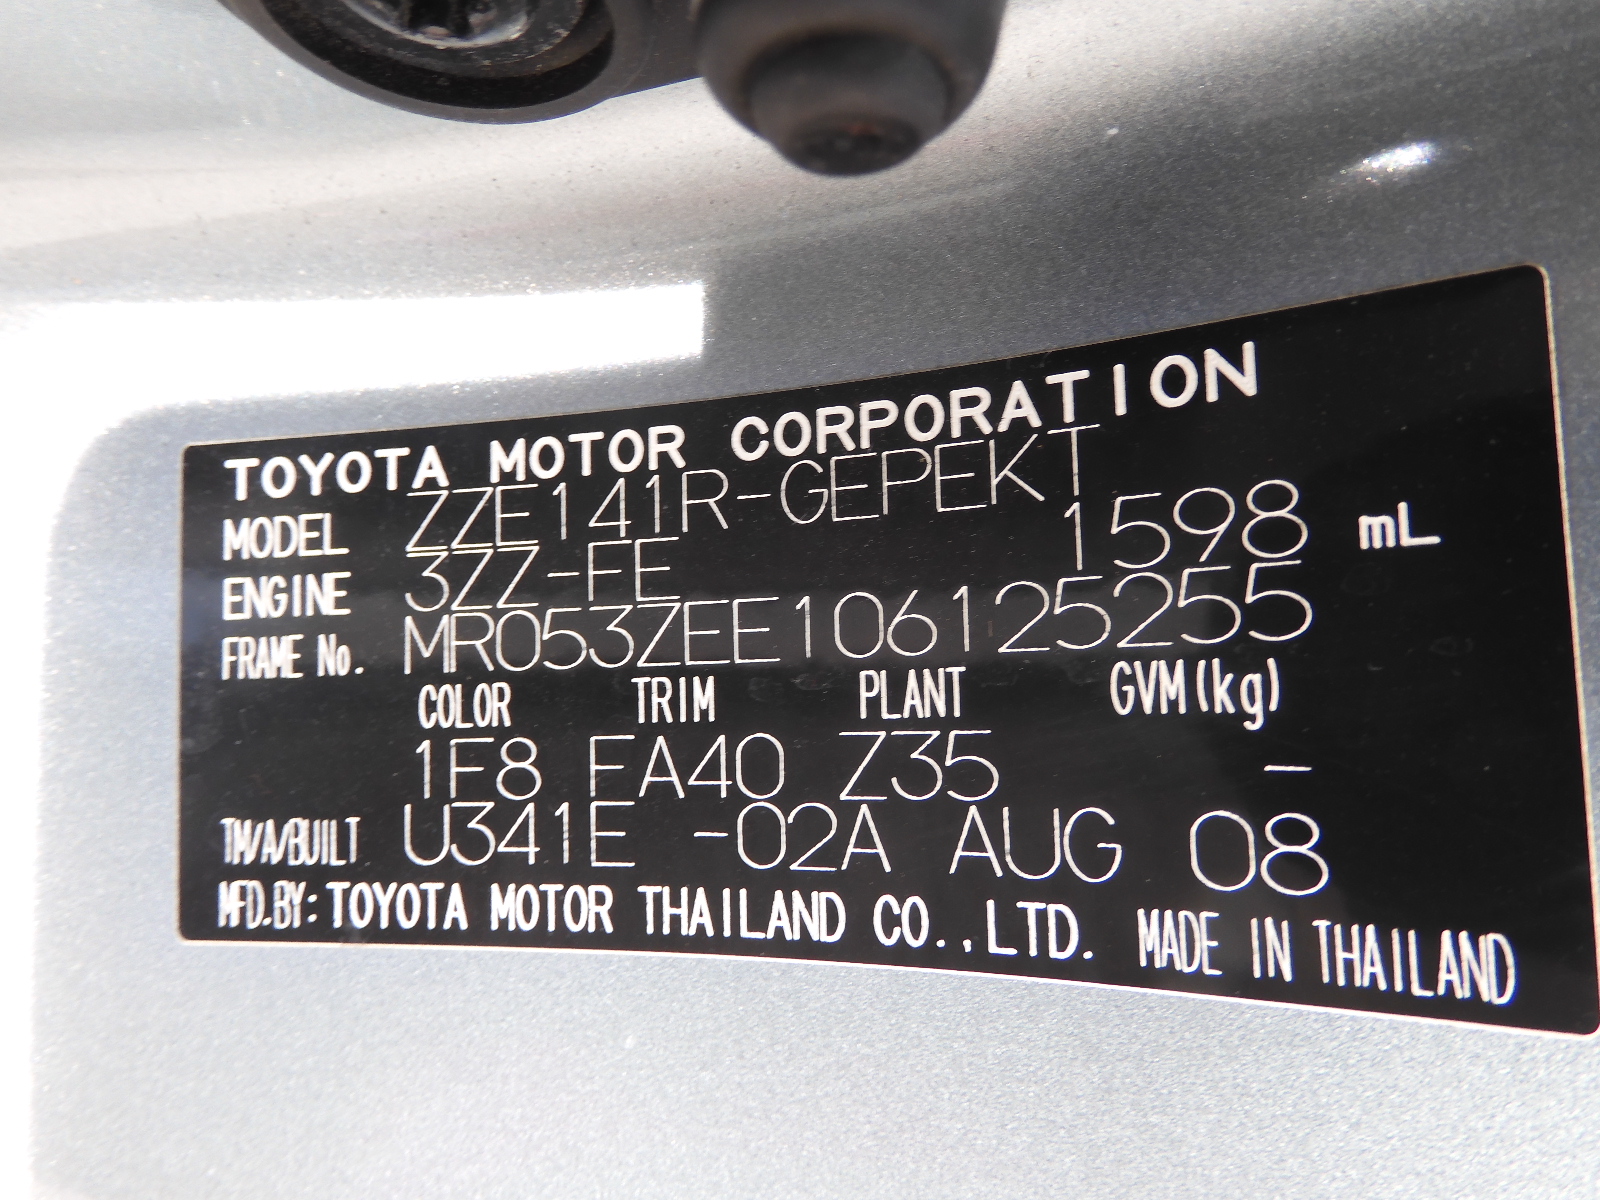 TOYOTA MOTOR CORPORATION
MODEL ZZE141R-GEPEKT
ENGINE 3ZZ-FE 1598 mL
FRAME No. MR053ZEE106125255
COLOR TRIM PLANT GVM(kg)
1F8 FA40 Z35 -
TM/A/BUILT U341E -02A AUG 08
MFD.BY: TOYOTA MOTOR THAILAND CO.,LTD. MADE IN THAILAND